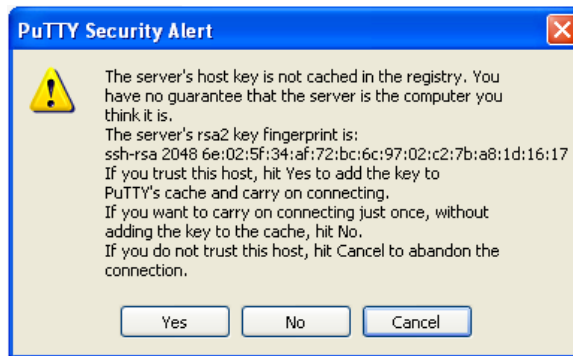 PuTTY Security Alert
The server's host key is not cached in the registry. You
have no guarantee that the server is the computer you
think it is.
The server's rsa2 key fingerprint is:
ssh-rsa 2048 6e:02:5f:34:af:72:bc:6c:97:02:c2:7b:a8:1d:16:17
If you trust this host, hit Yes to add the key to
PuTTY's cache and carry on connecting.
If you want to carry on connecting just once, without
adding the key to the cache, hit No.
If you do not trust this host, hit Cancel to abandon the
connection.
Yes No Cancel